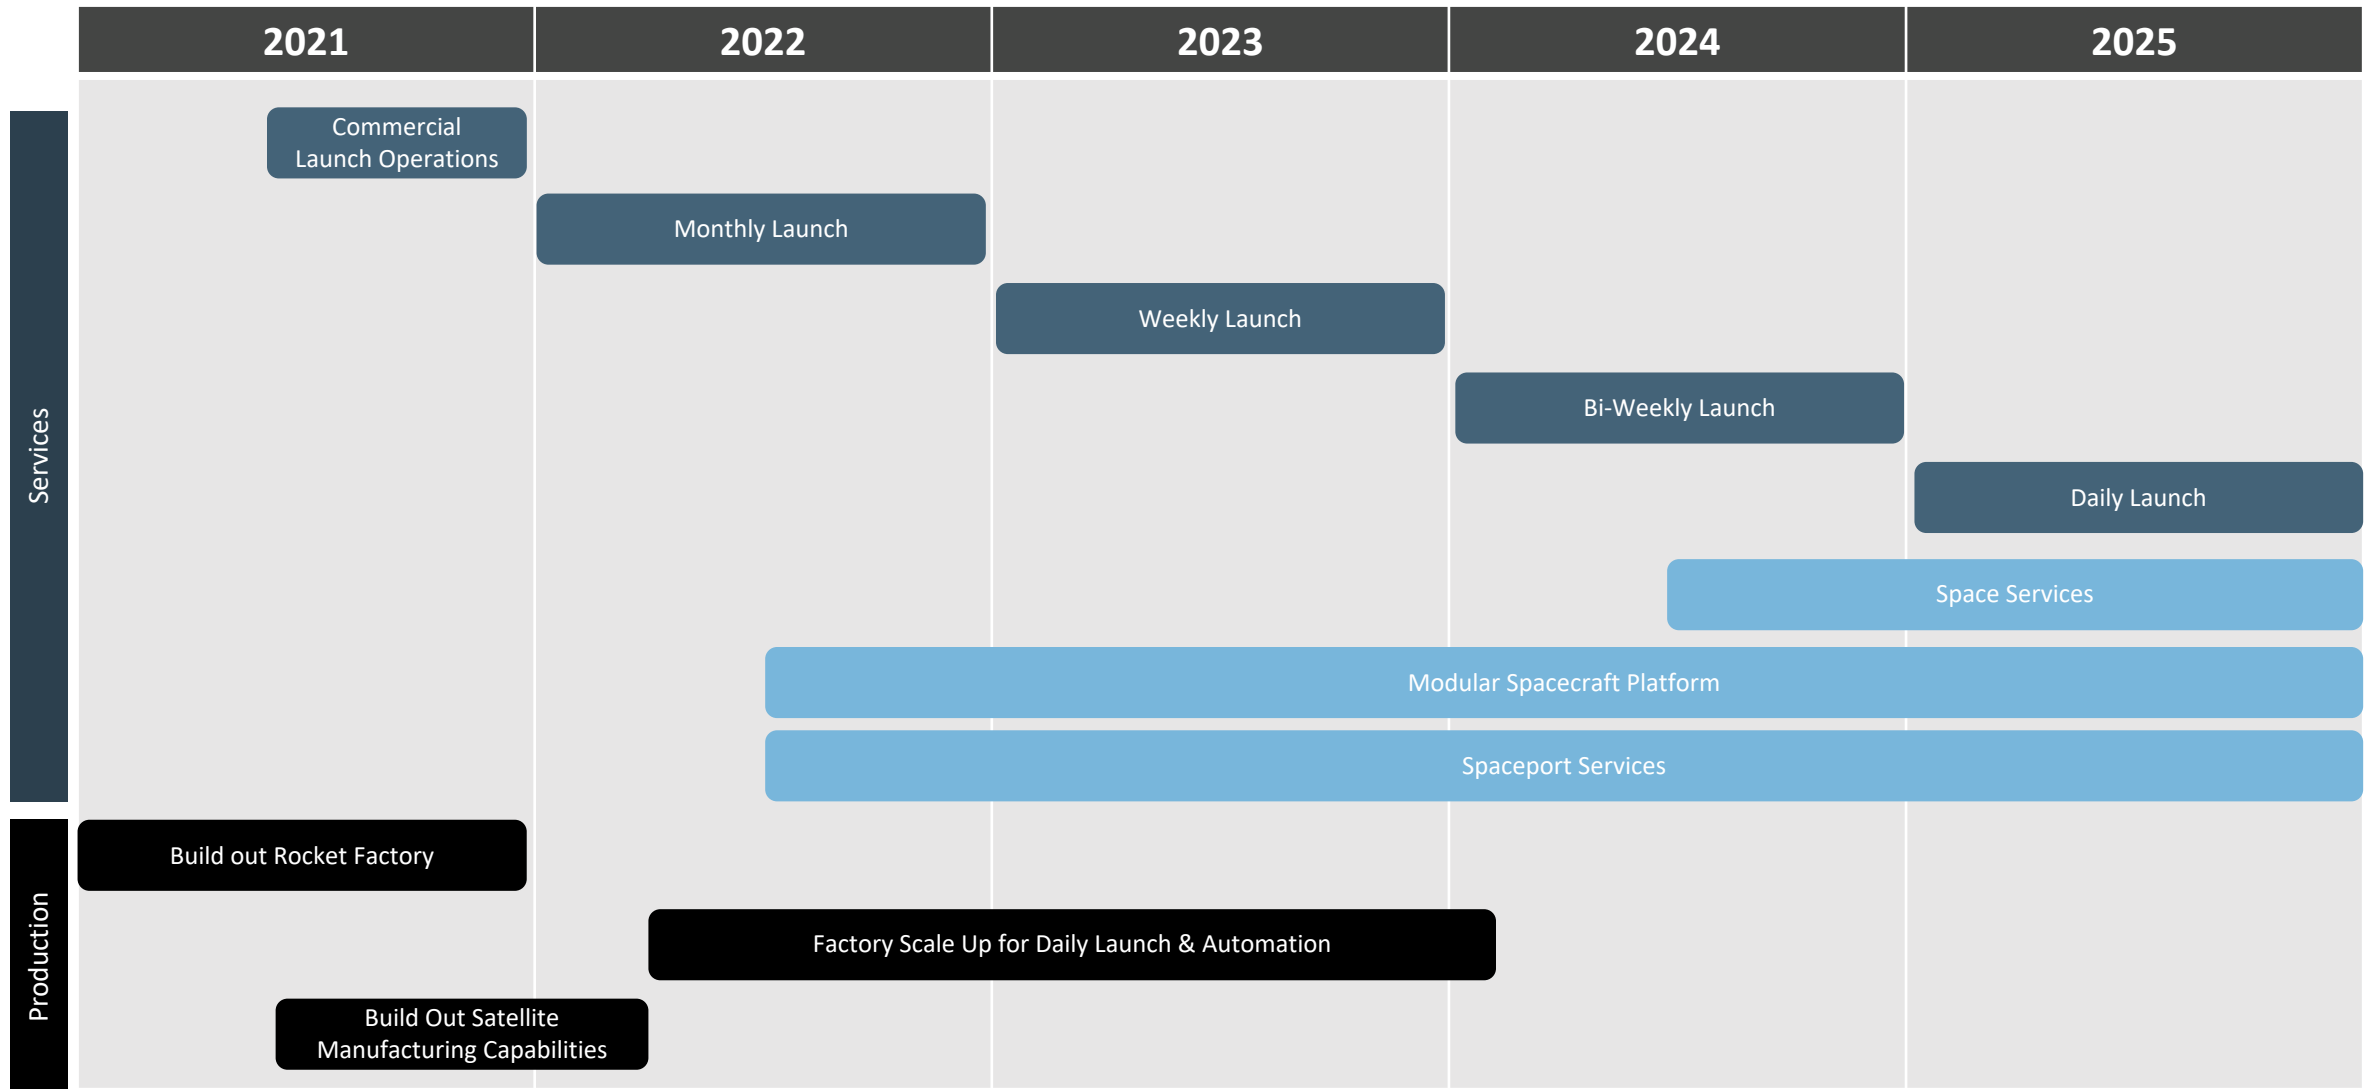 2021
2022
2023
2024
2025
Services
Commercial
Launch Operations
Monthly Launch
Weekly Launch
Bi-Weekly Launch
Daily Launch
Space Services
Modular Spacecraft Platform
Spaceport Services
Production
Build out Rocket Factory
Factory Scale Up for Daily Launch & Automation
Build Out Satellite
Manufacturing Capabilities